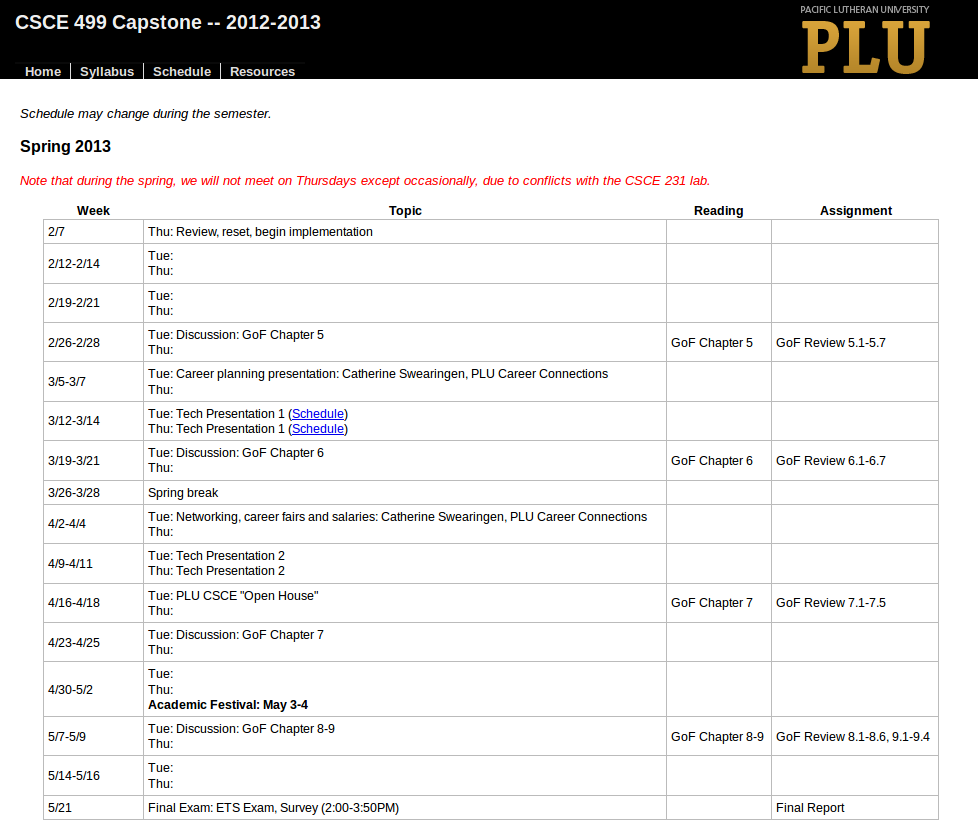 CSCE 499 Capstone -- 2012-2013
PACIFIC LUTHERAN UNIVERSITY
PLU
Home Syllabus Schedule Resources
Schedule may change during the semester.
Spring 2013
Note that during the spring, we will not meet on Thursdays except occasionally, due to conflicts with the CSCE 231 lab.
Week Topic Reading Assignment
2/7 Thu: Review, reset, begin implementation
2/12-2/14 Tue:
Thu:
2/19-2/21 Tue:
Thu:
2/26-2/28 Tue: Discussion: GoF Chapter 5
Thu:
GoF Chapter 5 GoF Review 5.1-5.7
3/5-3/7 Tue: Career planning presentation: Catherine Swearingen, PLU Career Connections
Thu:
3/12-3/14 Tue: Tech Presentation 1 (Schedule)
Thu: Tech Presentation 1 (Schedule)
3/19-3/21 Tue: Discussion: GoF Chapter 6
Thu:
GoF Chapter 6 GoF Review 6.1-6.7
3/26-3/28 Spring break
4/2-4/4 Tue: Networking, career fairs and salaries: Catherine Swearingen, PLU Career Connections
Thu:
4/9-4/11 Tue: Tech Presentation 2
Thu: Tech Presentation 2
4/16-4/18 Tue: PLU CSCE "Open House"
Thu:
GoF Chapter 7 GoF Review 7.1-7.5
4/23-4/25 Tue: Discussion: GoF Chapter 7
Thu:
4/30-5/2 Tue:
Thu:
Academic Festival: May 3-4
5/7-5/9 Tue: Discussion: GoF Chapter 8-9
Thu:
GoF Chapter 8-9 GoF Review 8.1-8.6, 9.1-9.4
5/14-5/16 Tue:
Thu:
5/21 Final Exam: ETS Exam, Survey (2:00-3:50PM) Final Report